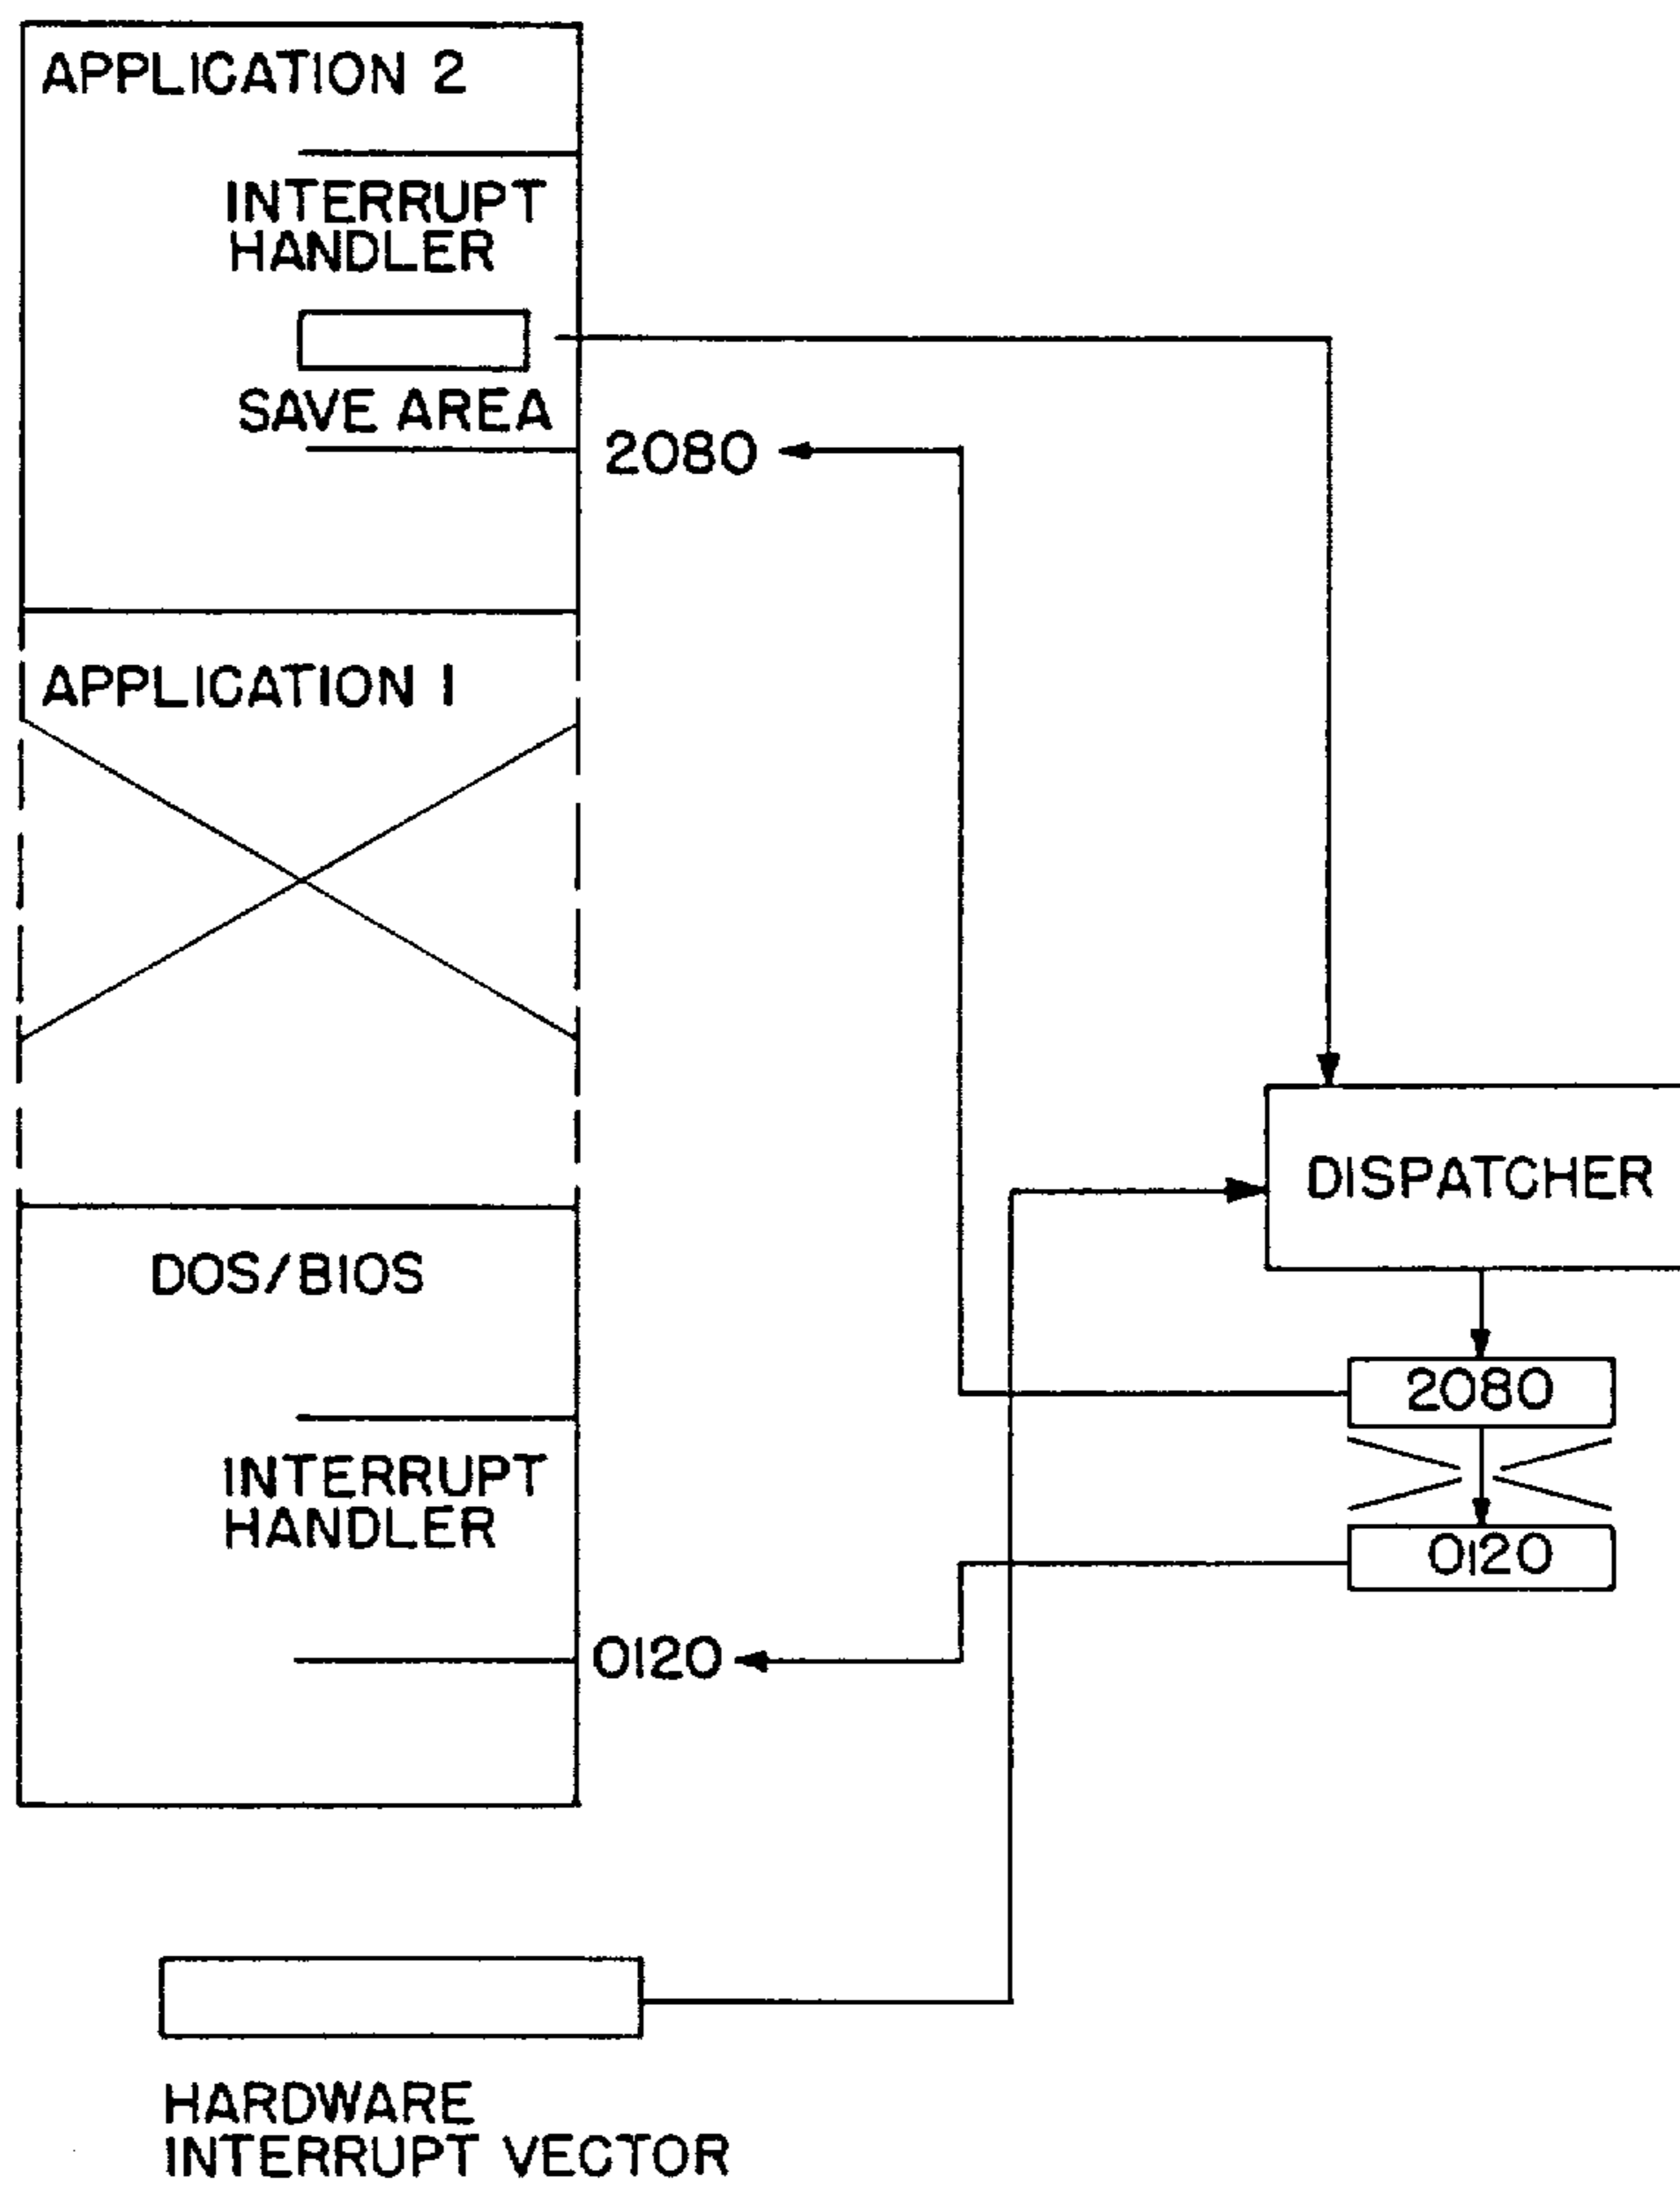 APPLICATION 2
INTERRUPT
HANDLER
SAVE AREA
2080
APPLICATION 1
DISPATCHER
DOS/BIOS
2080
INTERRUPT
HANDLER
0120
0120
HARDWARE
INTERRUPT VECTOR